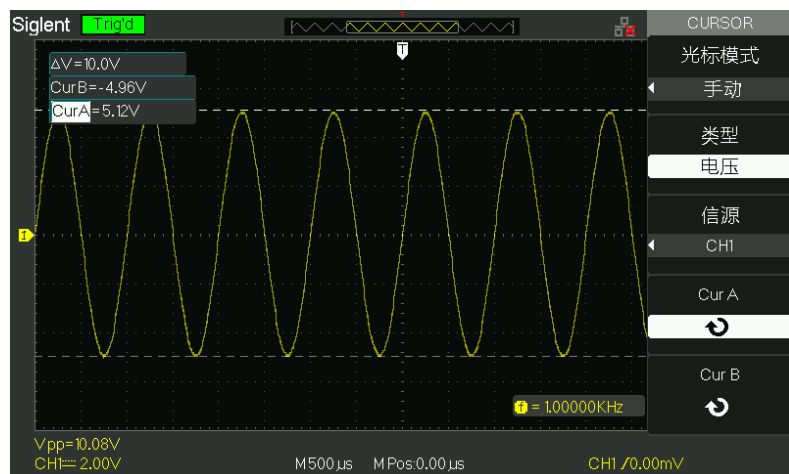 Siglent Trig'd
T
CURSOR
光标模式
手动
类型
电压
信源
CH1
Cur A
Cur B
ΔV=10.0V
CurB=-4.96V
CurA=5.12V
1
f = 1.00000KHz
Vpp=10.08V
CH1 2.00V
M500μs
M Pos:0.00μs
CH1 0.00mV